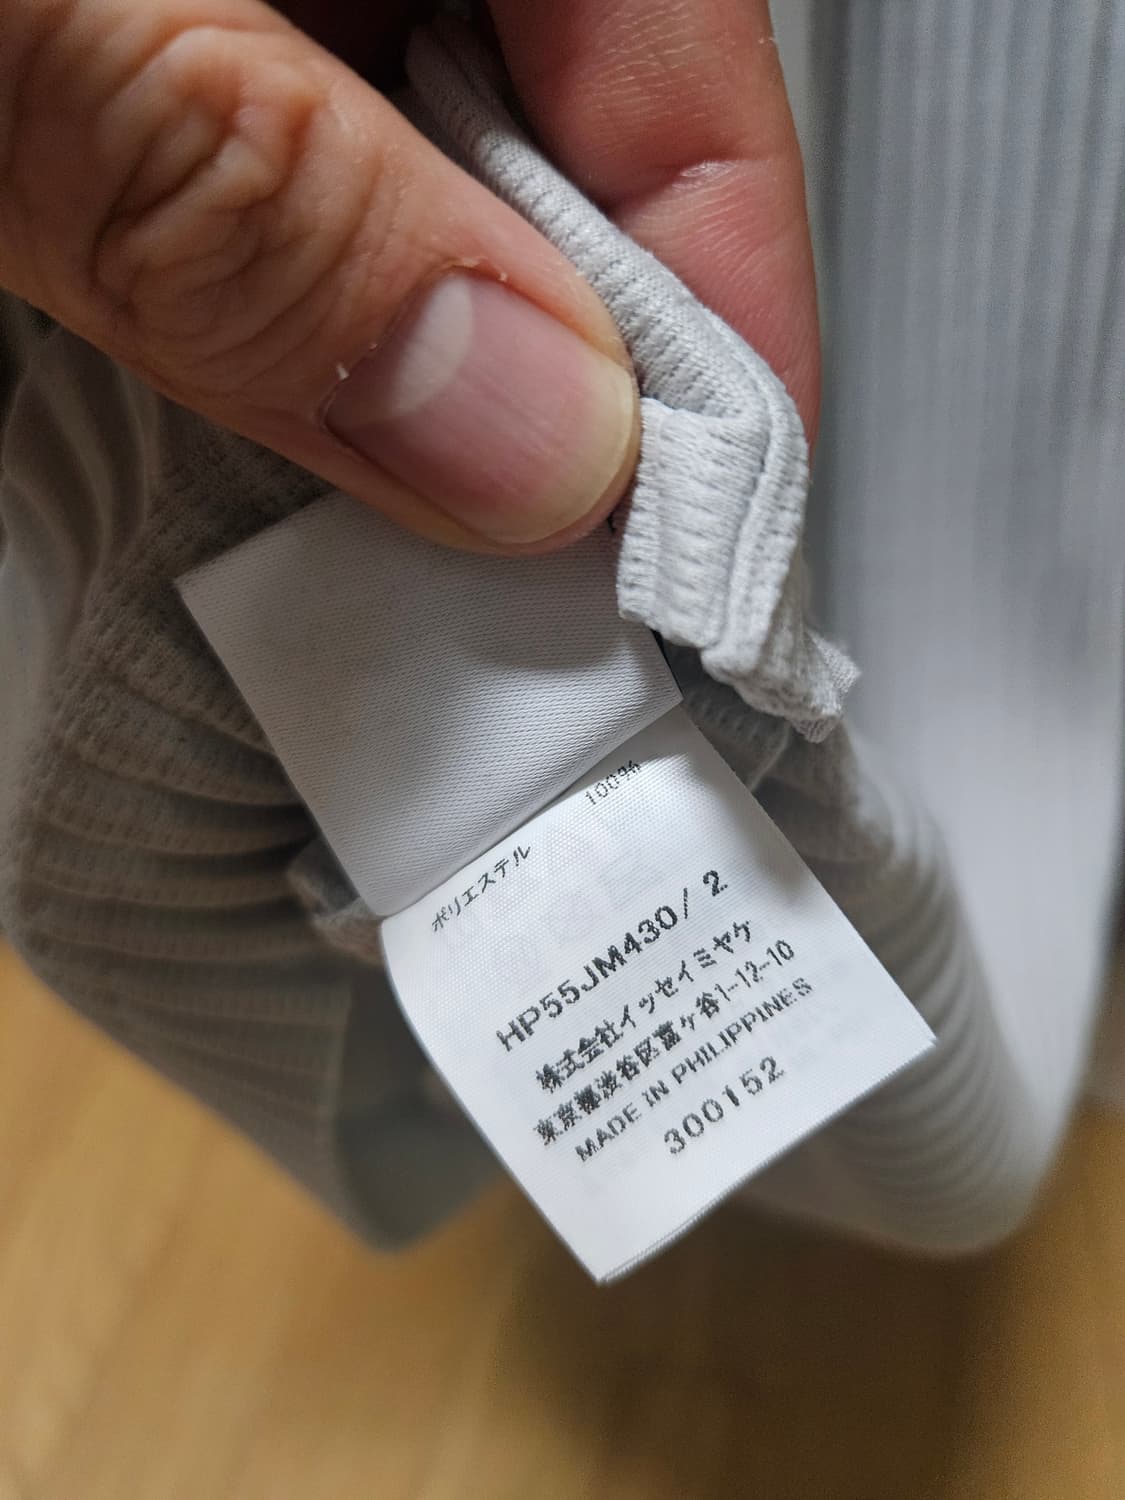 ポリエステル 100%
HP55JM430/ 2
株式会社イッセイミヤケ
東京都渋谷区富ヶ谷1-12-10
MADE IN PHILIPPINES
300152